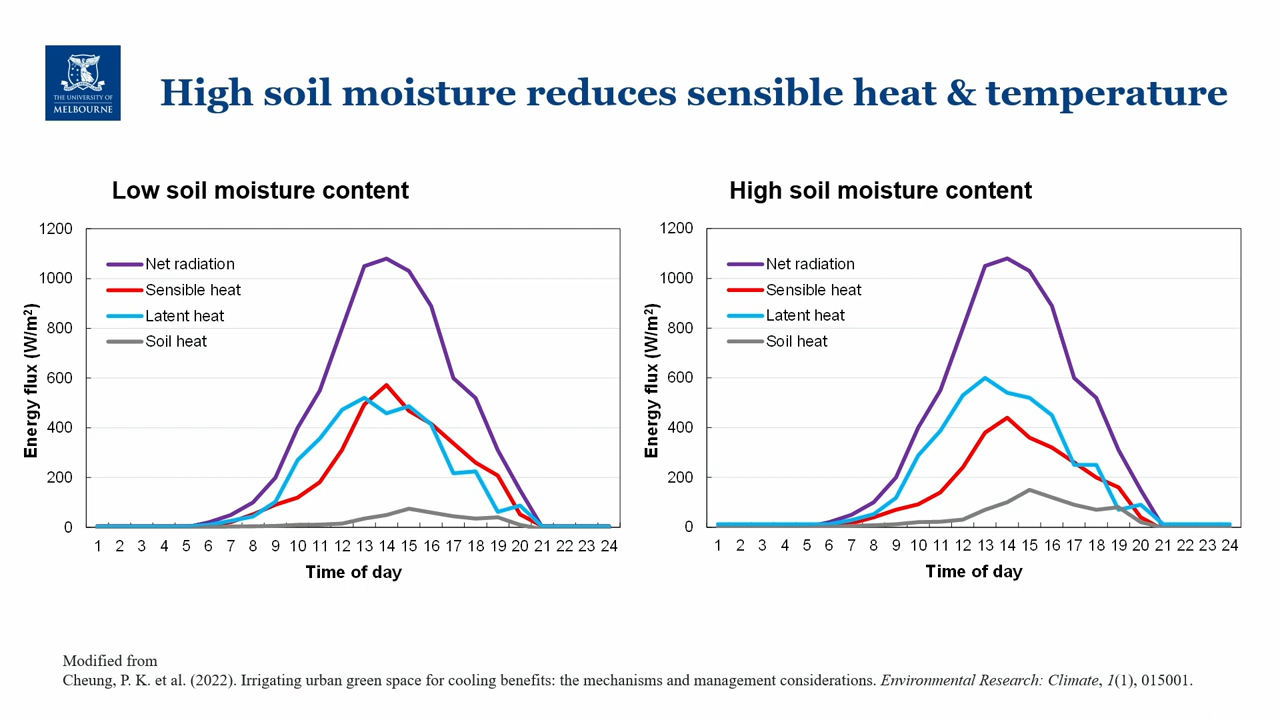 THE UNIVERSITY OF
MELBOURNE
High soil moisture reduces sensible heat & temperature
Low soil moisture content
1200
1000
800
600
400
200
0
Energy flux (W/m²)
Net radiation
Sensible heat
Latent heat
Soil heat
1 2 3 4 5 6 7 8 9 10 11 12 13 14 15 16 17 18 19 20 21 22 23 24
Time of day
High soil moisture content
1200
1000
800
600
400
200
0
Energy flux (W/m²)
Net radiation
Sensible heat
Latent heat
Soil heat
1 2 3 4 5 6 7 8 9 10 11 12 13 14 15 16 17 18 19 20 21 22 23 24
Time of day
Modified from
Cheung, P. K. et al. (2022). Irrigating urban green space for cooling benefits: the mechanisms and management considerations. Environmental Research: Climate, 1(1), 015001.